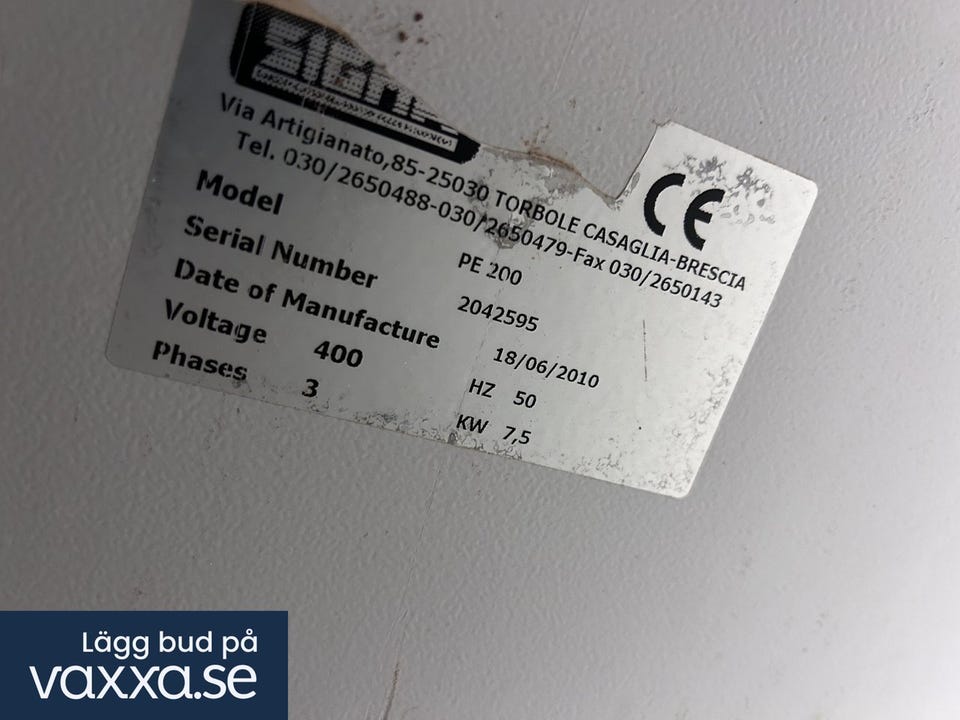 Via Artigianato,85-25030 TORBOLE CASAGLIA-BRESCIA
Tel. 030/2650488-030/2650479-Fax 030/2650143
CE
Model PE 200
Serial Number 2042595
Date of Manufacture 18/06/2010
Voltage 400 HZ 50
Phases 3 KW 7,5
Lägg bud på
vaxxa.se